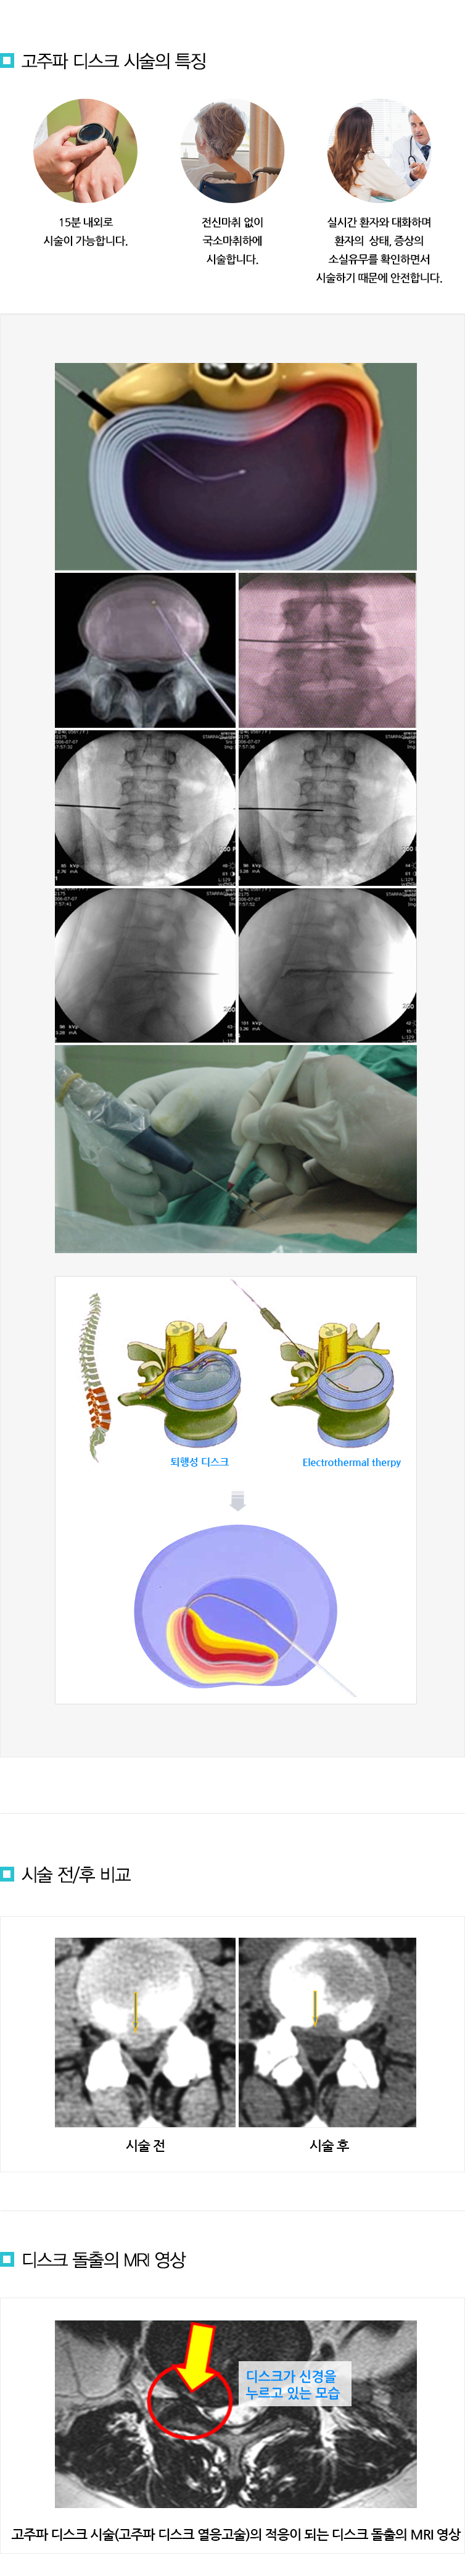 고주파 디스크 시술의 특징
15분 내외로
시술이 가능합니다.
전신마취 없이
국소마취하에
시술합니다.
실시간 환자와 대화하며
환자의 상태, 증상의
소실유무를 확인하면서
시술하기 때문에 안전합니다.
퇴행성 디스크
Electrothermal therpy
시술 전/후 비교
시술 전
시술 후
디스크 돌출의 MRI 영상
디스크가 신경을
누르고 있는 모습
고주파 디스크 시술(고주파 디스크 열응고술)의 적응이 되는 디스크 돌출의 MRI 영상